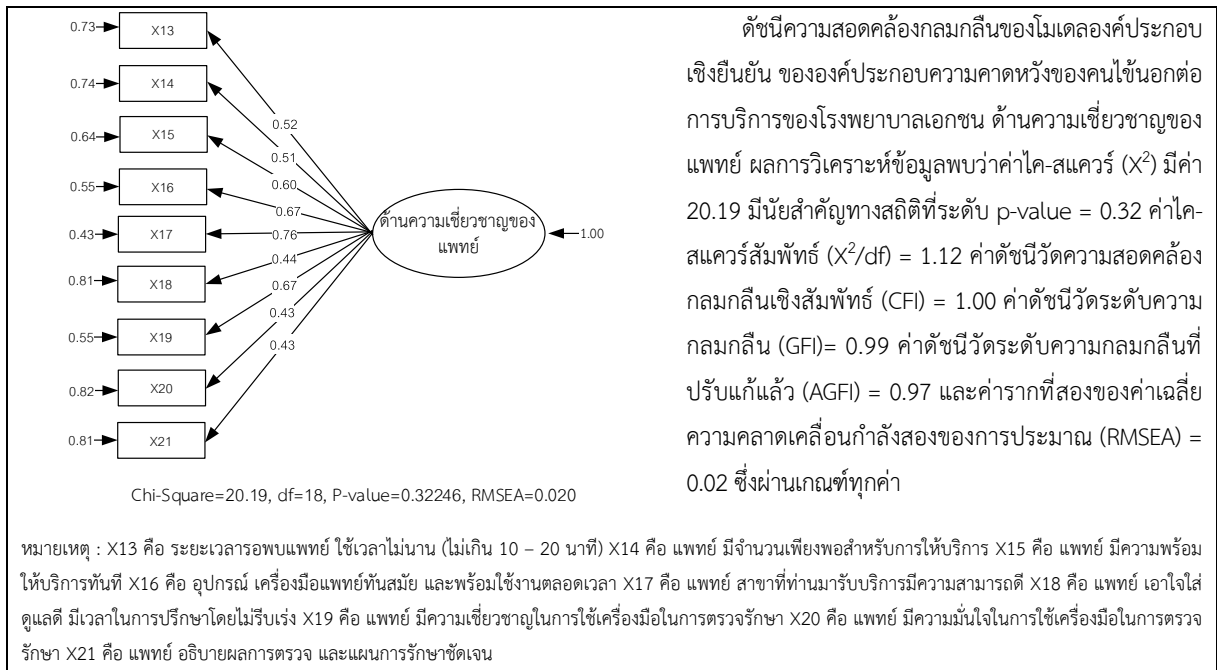 0.73
X13
0.74
X14
0.64
X15
0.55
X16
0.43
X17
0.81
X18
0.55
X19
0.82
X20
0.81
X21
0.52
0.51
0.60
0.67
0.76
0.44
0.67
0.43
0.43
ด้านความเชี่ยวชาญของ
แพทย์
1.00
Chi-Square=20.19, df=18, P-value=0.32246, RMSEA=0.020
ดัชนีความสอดคล้องกลมกลืนของโมเดลองค์ประกอบ
เชิงยืนยัน ขององค์ประกอบความคาดหวังของคนไข้นอกต่อ
การบริการของโรงพยาบาลเอกชน ด้านความเชี่ยวชาญของ
แพทย์ ผลการวิเคราะห์ข้อมูลพบว่าค่าไค-สแควร์ (X²) มีค่า
20.19 มีนัยสำคัญทางสถิติที่ระดับ p-value = 0.32 ค่าไค-
สแควร์สัมพัทธ์ (X²/df) = 1.12 ค่าดัชนีวัดความสอดคล้อง
กลมกลืนเชิงสัมพัทธ์ (CFI) = 1.00 ค่าดัชนีวัดระดับความ
กลมกลืน (GFI)= 0.99 ค่าดัชนีวัดระดับความกลมกลืนที่
ปรับแก้แล้ว (AGFI) = 0.97 และค่ารากที่สองของค่าเฉลี่ย
ความคลาดเคลื่อนกำลังสองของการประมาณ (RMSEA) =
0.02 ซึ่งผ่านเกณฑ์ทุกค่า
หมายเหตุ : X13 คือ ระยะเวลารอพบแพทย์ ใช้เวลาไม่นาน (ไม่เกิน 10 – 20 นาที) X14 คือ แพทย์ มีจำนวนเพียงพอสำหรับการให้บริการ X15 คือ แพทย์ มีความพร้อม
ให้บริการทันที X16 คือ อุปกรณ์ เครื่องมือแพทย์ทันสมัย และพร้อมใช้งานตลอดเวลา X17 คือ แพทย์ สาขาที่ท่านมารับบริการมีความสามารถดี X18 คือ แพทย์ เอาใจใส่
ดูแลดี มีเวลาในการปรึกษาโดยไม่รีบเร่ง X19 คือ แพทย์ มีความเชี่ยวชาญในการใช้เครื่องมือในการตรวจรักษา X20 คือ แพทย์ มีความมั่นใจในการใช้เครื่องมือในการตรวจ
รักษา X21 คือ แพทย์ อธิบายผลการตรวจ และแผนการรักษาชัดเจน